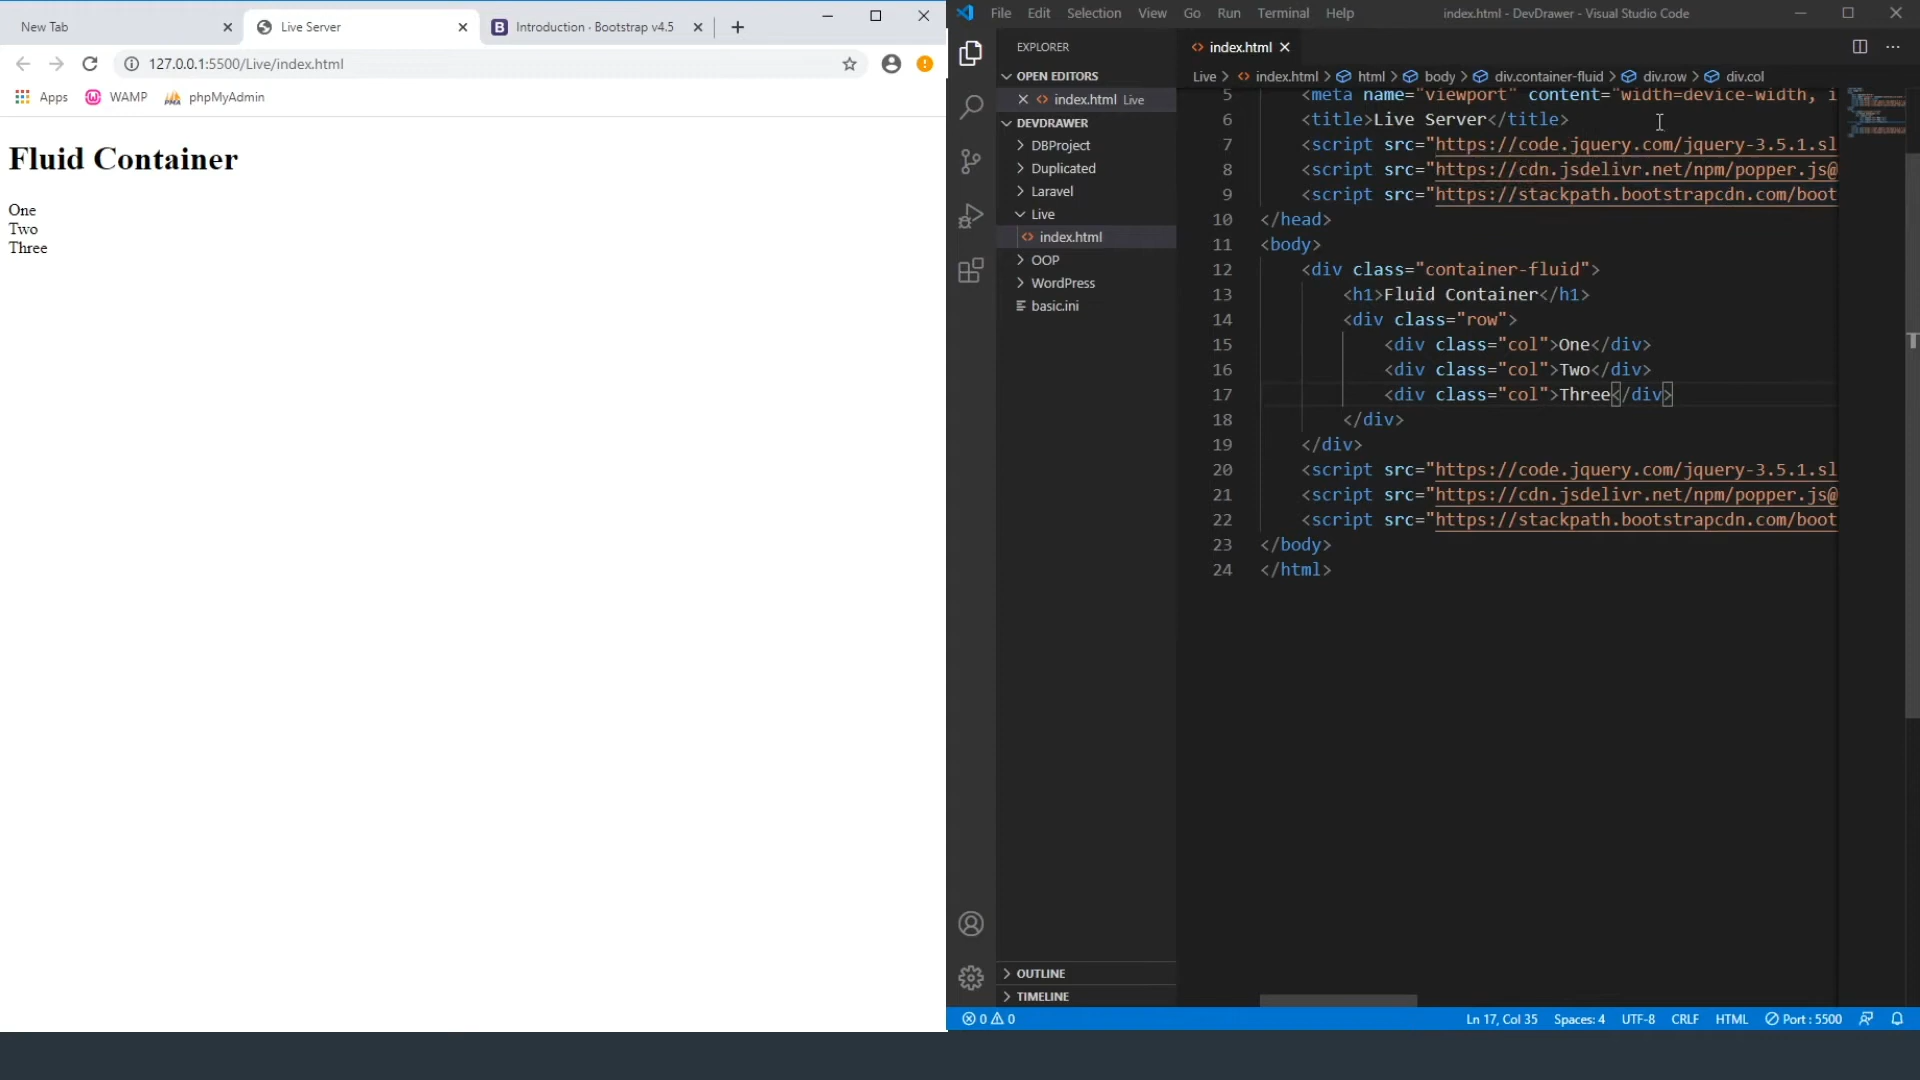 New Tab
Live Server
Introduction · Bootstrap v4.5
127.0.0.1:5500/Live/index.html
Apps
WAMP
phpMyAdmin
Fluid Container
One
Two
Three
File Edit Selection View Go Run Terminal Help
index.html - DevDrawer - Visual Studio Code
EXPLORER
OPEN EDITORS
index.html Live
DEVDRAWER
DBProject
Duplicated
Laravel
Live
index.html
OOP
WordPress
basic.ini
OUTLINE
TIMELINE
index.html
Live > index.html > html > body > div.container-fluid > div.row > div.col
5 <meta name="viewport" content="width=device-width, i
6 <title>Live Server</title>
7 <script src="https://code.jquery.com/jquery-3.5.1.sl
8 <script src="https://cdn.jsdelivr.net/npm/popper.js@
9 <script src="https://stackpath.bootstrapcdn.com/boot
10 </head>
11 <body>
12 <div class="container-fluid">
13 <h1>Fluid Container</h1>
14 <div class="row">
15 <div class="col">One</div>
16 <div class="col">Two</div>
17 <div class="col">Three</div>
18 </div>
19 </div>
20 <script src="https://code.jquery.com/jquery-3.5.1.sl
21 <script src="https://cdn.jsdelivr.net/npm/popper.js@
22 <script src="https://stackpath.bootstrapcdn.com/boot
23 </body>
24 </html>
0 0
Ln 17, Col 35 Spaces: 4 UTF-8 CRLF HTML Port : 5500